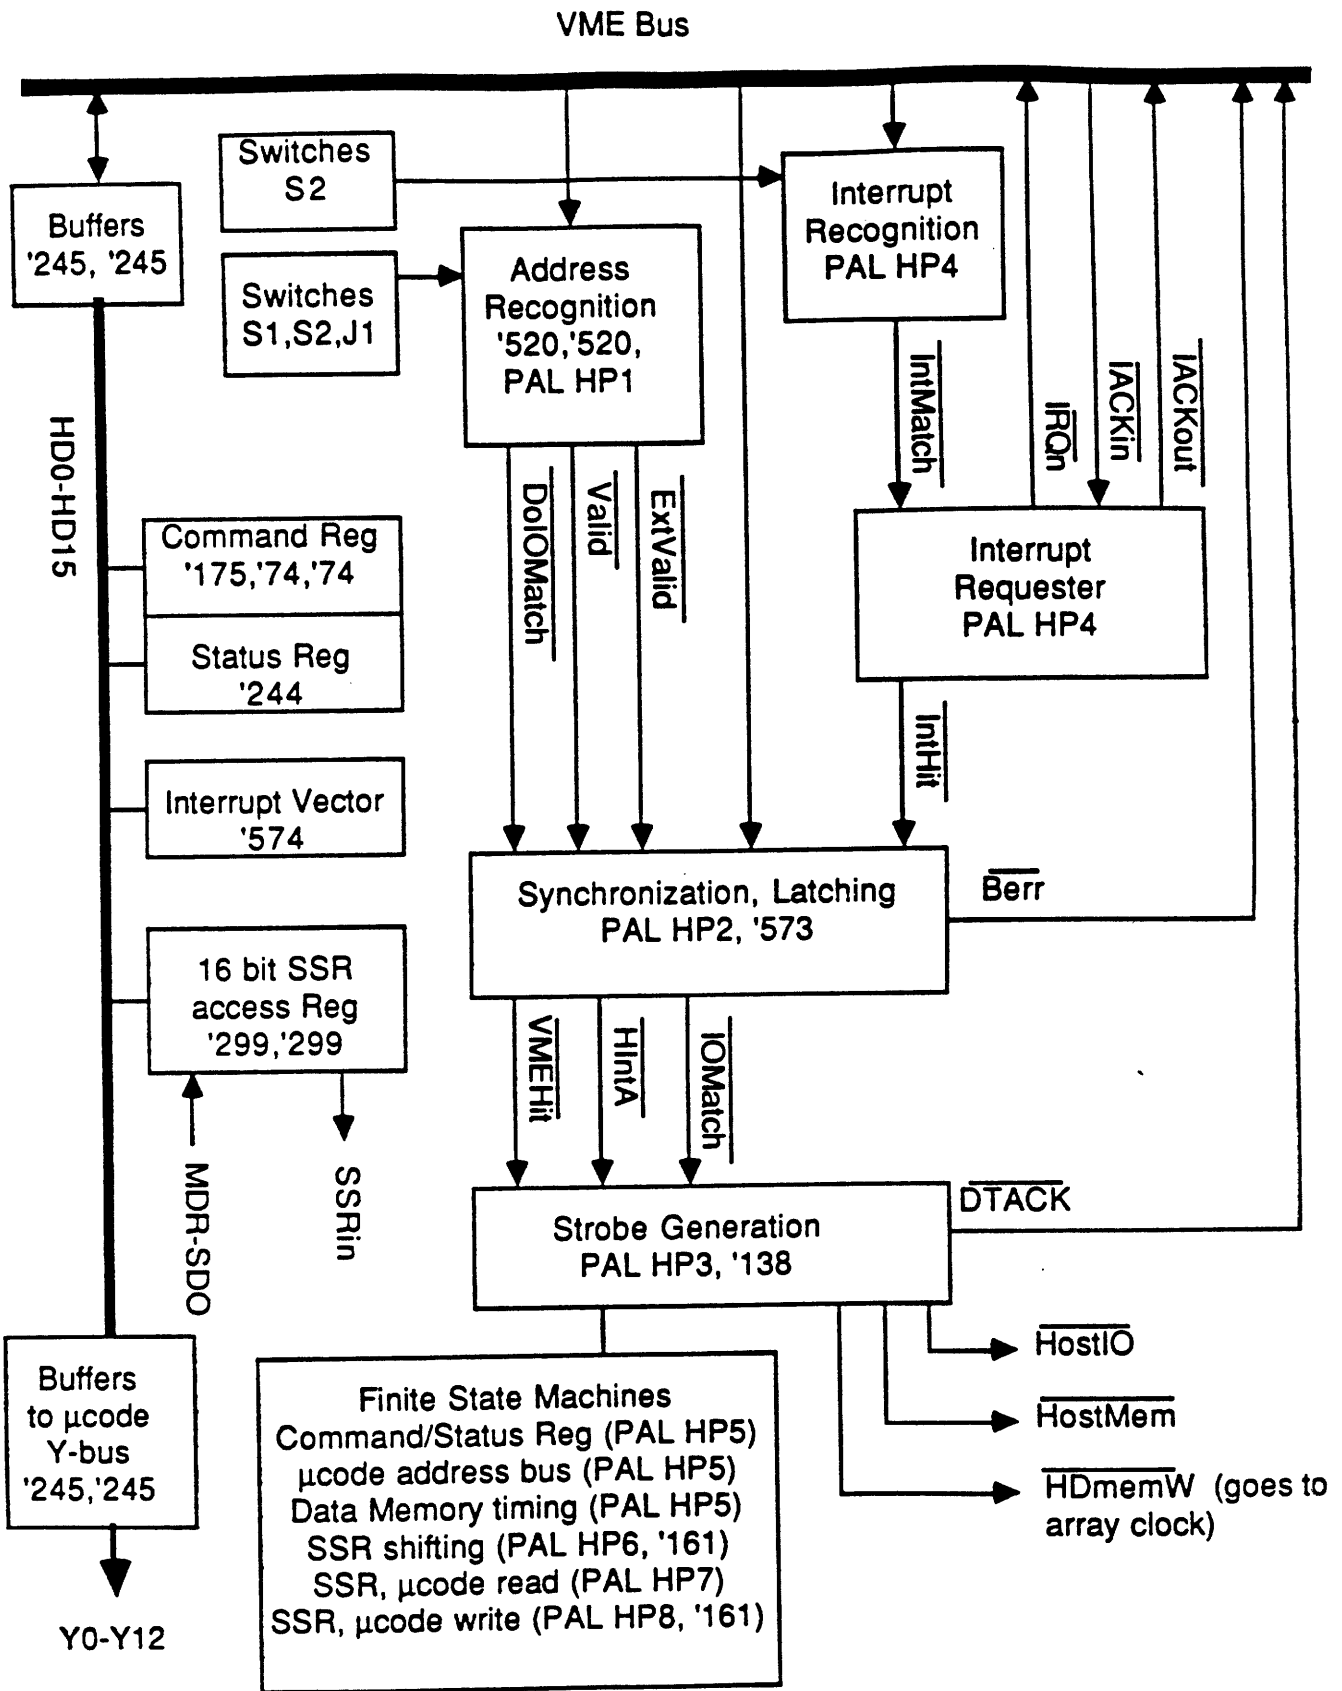 VME Bus
Buffers
'245, '245
Switches
S2
Switches
S1,S2,J1
Address
Recognition
'520,'520,
PAL HP1
Interrupt
Recognition
PAL HP4
IntMatch
IRQn
IACKin
IACKout
HD0-HD15
DoIOMatch
Valid
ExtValid
Interrupt
Requester
PAL HP4
Command Reg
'175,'74,'74
Status Reg
'244
IntHit
Interrupt Vector
'574
Synchronization, Latching
PAL HP2, '573
Berr
16 bit SSR
access Reg
'299,'299
VMEHit
HIntA
IOMatch
MDR-SDO
SSRin
Strobe Generation
PAL HP3, '138
DTACK
HostIO
HostMem
HDmemW (goes to
array clock)
Buffers
to µcode
Y-bus
'245,'245
Y0-Y12
Finite State Machines
Command/Status Reg (PAL HP5)
µcode address bus (PAL HP5)
Data Memory timing (PAL HP5)
SSR shifting (PAL HP6, '161)
SSR, µcode read (PAL HP7)
SSR, µcode write (PAL HP8, '161)